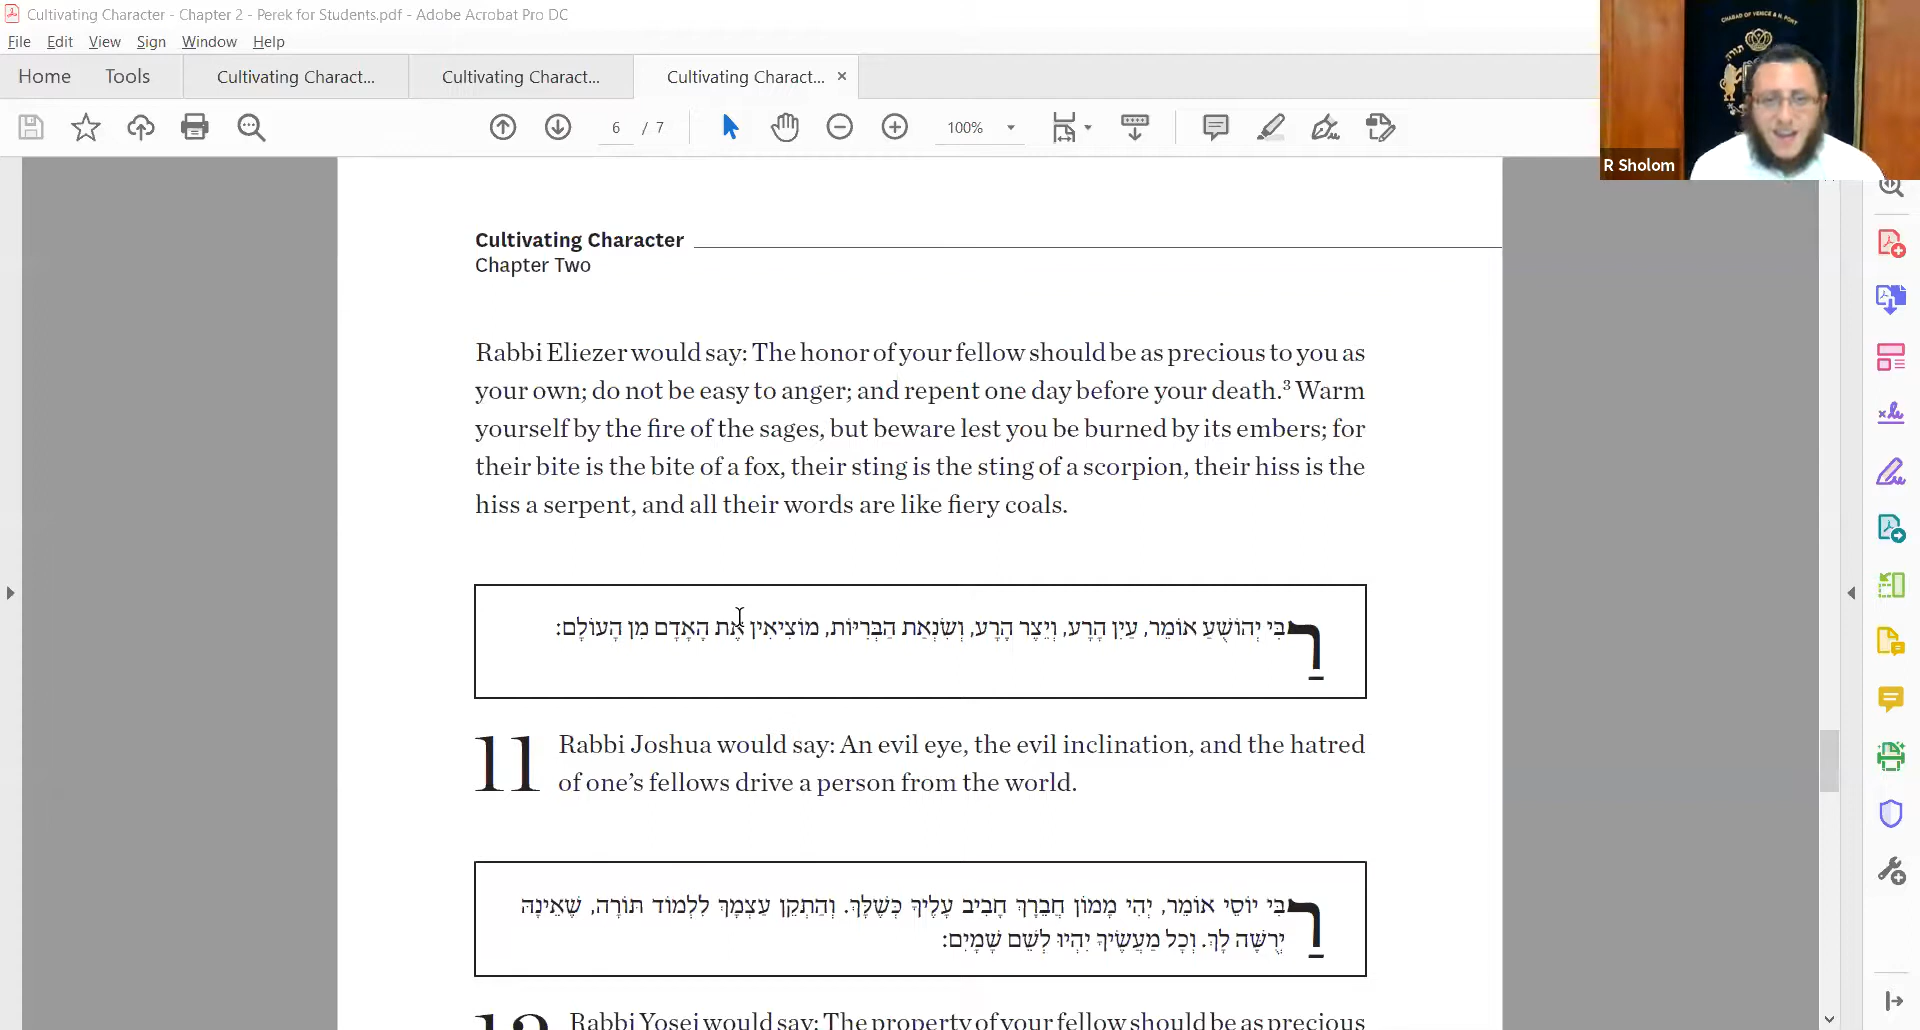 Cultivating Character - Chapter 2 - Perek for Students.pdf - Adobe Acrobat Pro DC
File Edit View Sign Window Help
Home Tools Cultivating Charact... Cultivating Charact... Cultivating Charact... ×
6 / 7 100%
CHABAD OF VENICE & N. PORT
תורה
R Sholom
Cultivating Character
Chapter Two
Rabbi Eliezer would say: The honor of your fellow should be as precious to you as
your own; do not be easy to anger; and repent one day before your death.³ Warm
yourself by the fire of the sages, but beware lest you be burned by its embers; for
their bite is the bite of a fox, their sting is the sting of a scorpion, their hiss is the
hiss a serpent, and all their words are like fiery coals.
רַבִּי יְהוֹשֻׁעַ אוֹמֵר, עַיִן הָרָע, וְיֵצֶר הָרָע, וְשִׂנְאַת הַבְּרִיּוֹת, מוֹצִיאִין אֶת הָאָדָם מִן הָעוֹלָם:
11 Rabbi Joshua would say: An evil eye, the evil inclination, and the hatred
of one's fellows drive a person from the world.
רַבִּי יוֹסֵי אוֹמֵר, יְהִי מָמוֹן חֲבֵרָךְ חָבִיב עָלֶיךָ כְּשֶׁלָּךְ. וְהַתְקֵן עַצְמָךְ לִלְמוֹד תּוֹרָה, שֶׁאֵינָהּ
יְרֻשָּׁה לָךְ. וְכָל מַעֲשֶׂיךָ יִהְיוּ לְשֵׁם שָׁמָיִם:
12 Rabbi Yosei would say: The property of your fellow should be as precious